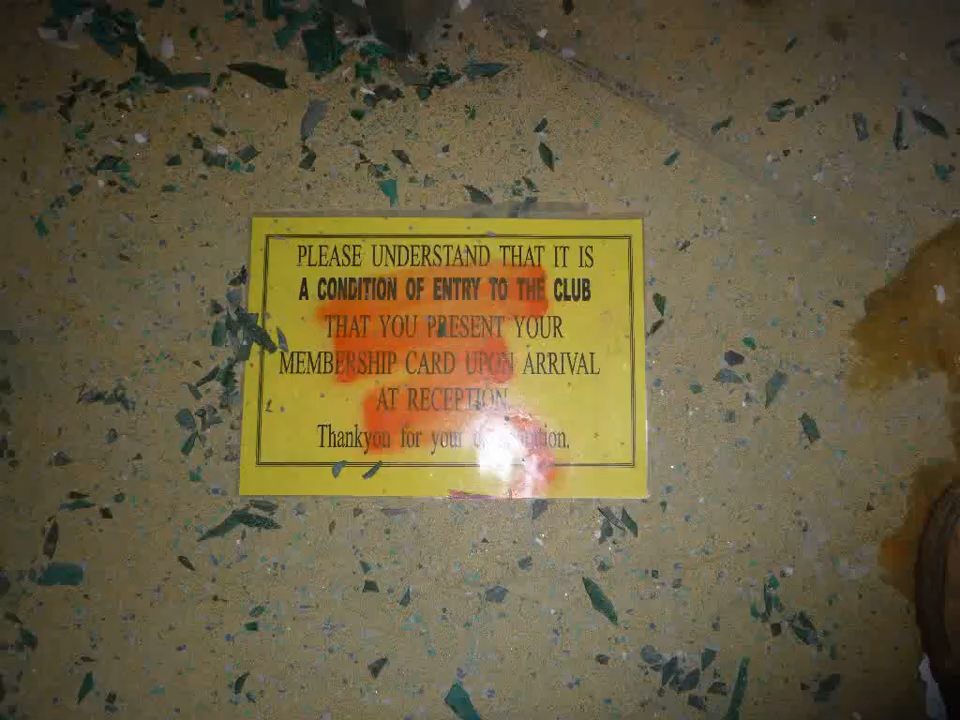 PLEASE UNDERSTAND THAT IT IS
A CONDITION OF ENTRY TO THE CLUB
THAT YOU PRESENT YOUR
MEMBERSHIP CARD UPON ARRIVAL
AT RECEPTION
Thankyou for your